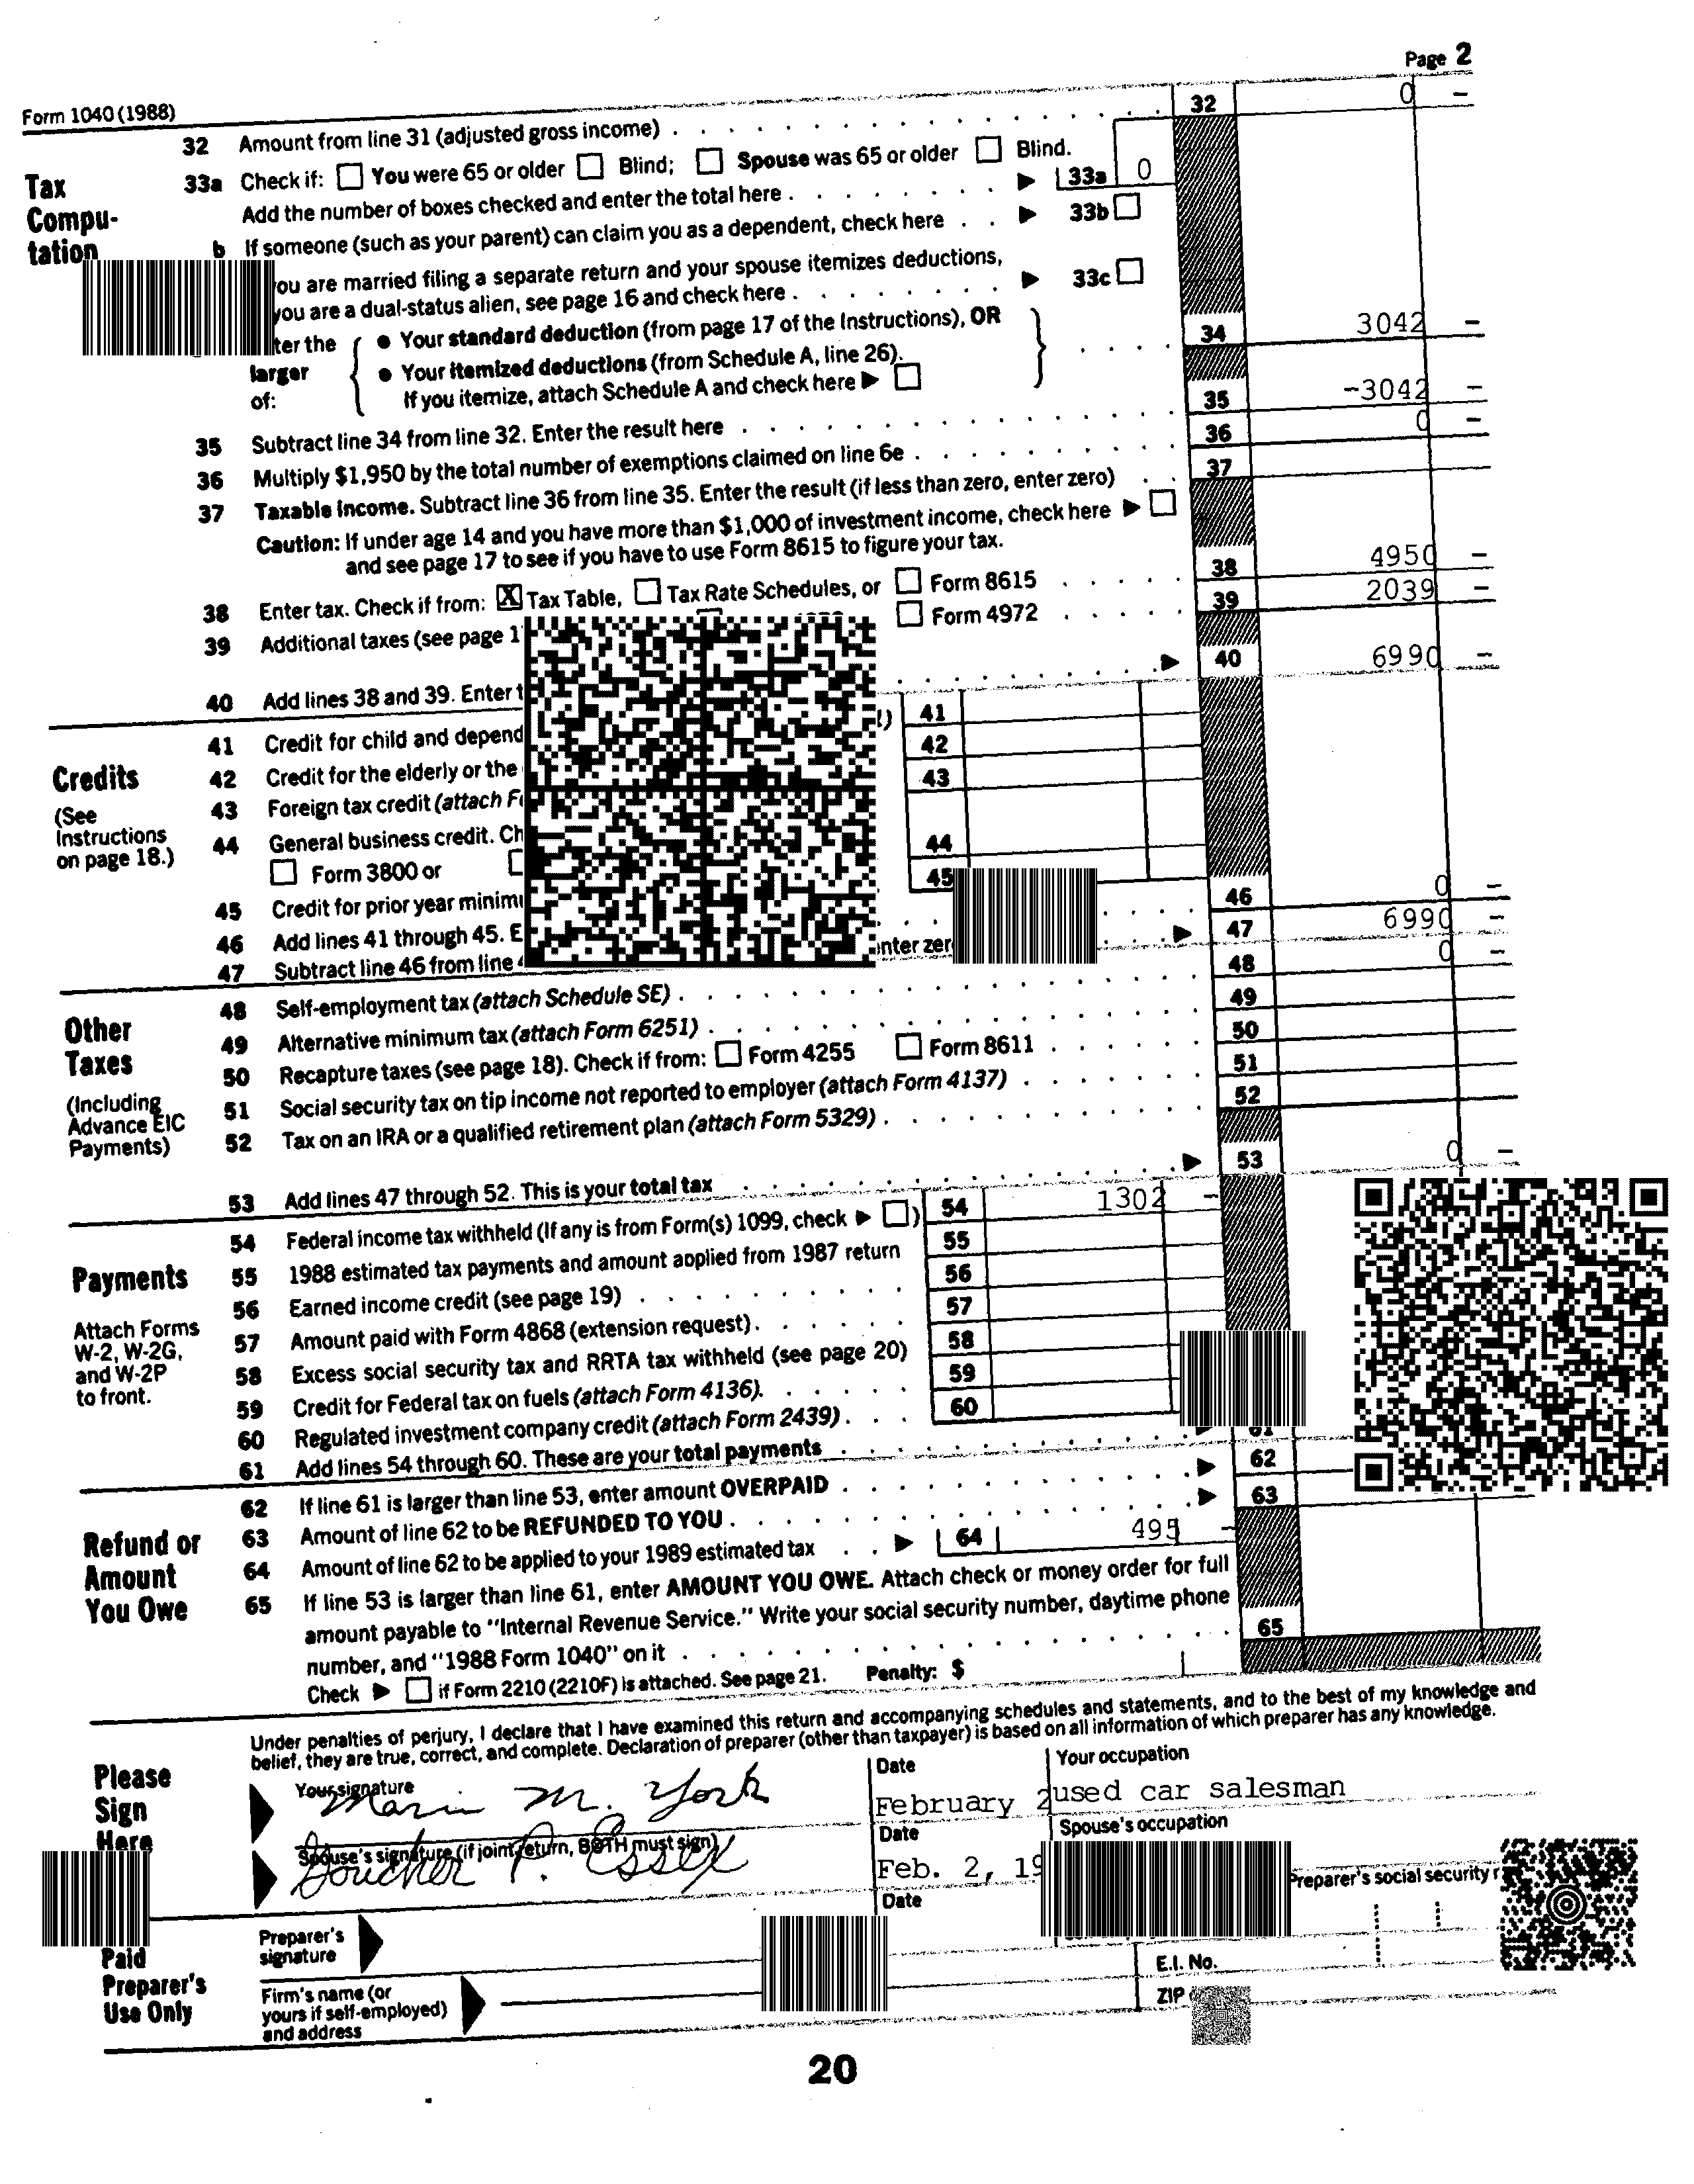 Page 2
Form 1040 (1988)
32 Amount from line 31 (adjusted gross income) 32 0 –
Tax Compu-tation
33a Check if: You were 65 or older Blind; Spouse was 65 or older Blind.
Add the number of boxes checked and enter the total here 33a 0
b If someone (such as your parent) can claim you as a dependent, check here 33b
you are married filing a separate return and your spouse itemizes deductions,
you are a dual-status alien, see page 16 and check here 33c
the larger of:
• Your standard deduction (from page 17 of the Instructions), OR
• Your itemized deductions (from Schedule A, line 26).
If you itemize, attach Schedule A and check here
34 3042 –
35 Subtract line 34 from line 32. Enter the result here 35 -3042 –
36 Multiply $1,950 by the total number of exemptions claimed on line 6e 36 0 –
37 Taxable income. Subtract line 36 from line 35. Enter the result (if less than zero, enter zero) 37
Caution: If under age 14 and you have more than $1,000 of investment income, check here
and see page 17 to see if you have to use Form 8615 to figure your tax.
38 Enter tax. Check if from: X Tax Table, Tax Rate Schedules, or Form 8615 38 4950 –
39 Additional taxes (see page Form 4972 39 2039 –
40 Add lines 38 and 39. Enter 40 6990 –
Credits
(See Instructions on page 18.)
41 Credit for child and 41
42 Credit for the elderly or the 42
43 Foreign tax credit (attach 43
44 General business credit.
Form 3800 or 44
45 Credit for prior year 45
46 Add lines 41 through 45. 46 0 –
47 Subtract line 46 from line 47 6990 –
Other Taxes
(Including Advance EIC Payments)
48 Self-employment tax (attach Schedule SE) 48 0 –
49 Alternative minimum tax (attach Form 6251) 49
50 Recapture taxes (see page 18). Check if from: Form 4255 Form 8611 50
51 Social security tax on tip income not reported to employer (attach Form 4137) 51
52 Tax on an IRA or a qualified retirement plan (attach Form 5329) 52
53 Add lines 47 through 52. This is your total tax 53 0 –
Payments
Attach Forms W-2, W-2G, and W-2P to front.
54 Federal income tax withheld (If any is from Form(s) 1099, check ) 54 1302 –
55 1988 estimated tax payments and amount applied from 1987 return 55
56 Earned income credit (see page 19) 56
57 Amount paid with Form 4868 (extension request) 57
58 Excess social security tax and RRTA tax withheld (see page 20) 58
59 Credit for Federal tax on fuels (attach Form 4136) 59
60 Regulated investment company credit (attach Form 2439) 60
61 Add lines 54 through 60. These are your total payments 61
Refund or Amount You Owe
62 If line 61 is larger than line 53, enter amount OVERPAID 62
63 Amount of line 62 to be REFUNDED TO YOU 63
64 Amount of line 62 to be applied to your 1989 estimated tax 64 495 –
65 If line 53 is larger than line 61, enter AMOUNT YOU OWE. Attach check or money order for full
amount payable to "Internal Revenue Service." Write your social security number, daytime phone
number, and "1988 Form 1040" on it 65
Check if Form 2210 (2210F) is attached. See page 21. Penalty: $
Please Sign Here
Under penalties of perjury, I declare that I have examined this return and accompanying schedules and statements, and to the best of my knowledge and
belief, they are true, correct, and complete. Declaration of preparer (other than taxpayer) is based on all information of which preparer has any knowledge.
Your signature Date Your occupation
M. York February 2 used car salesman
Spouse's signature (if joint return, BOTH must sign) Date Spouse's occupation
P. Essex Feb. 2, 19
Paid Preparer's Use Only
Preparer's signature Date Preparer's social security
Firm's name (or yours if self-employed) and address
E.I. No.
ZIP
20